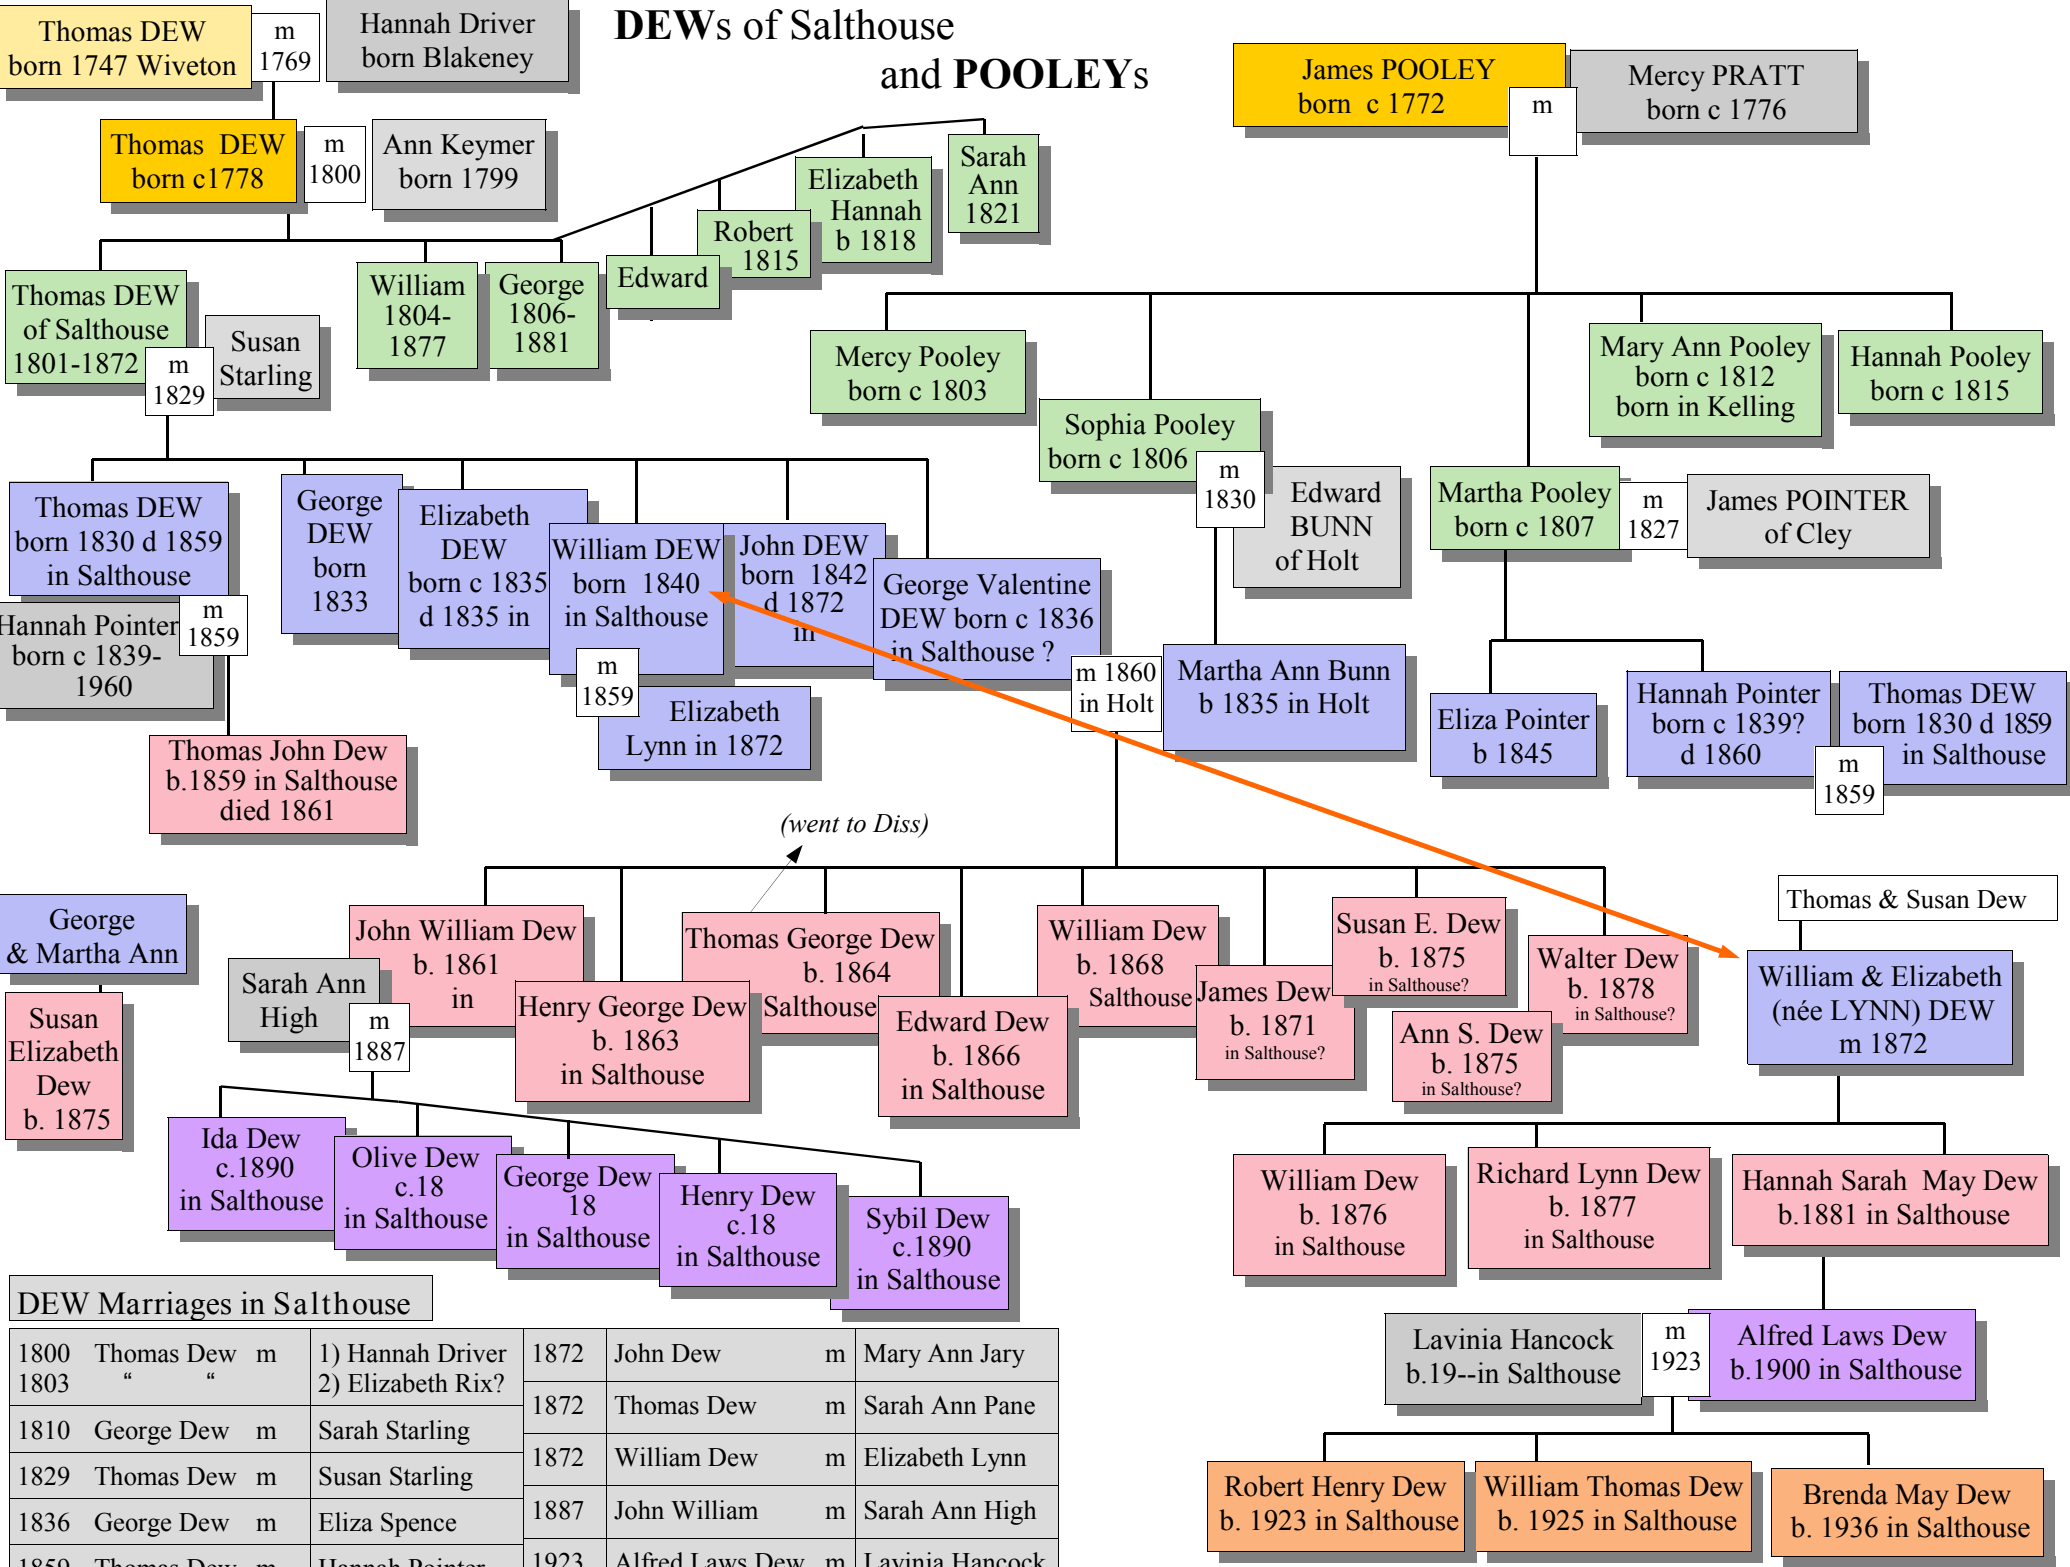 DEWs of Salthouse
and POOLEYs
Thomas DEW
born 1747 Wiveton
m
1769
Hannah Driver
born Blakeney
James POOLEY
born c 1772
m
Mercy PRATT
born c 1776
Thomas DEW
born c1778
m
1800
Ann Keymer
born 1799
Thomas DEW
of Salthouse
1801-1872
m
1829
Susan
Starling
William
1804-
1877
George
1806-
1881
Edward
Robert
1815
Elizabeth
Hannah
b 1818
Sarah
Ann
1821
Mercy Pooley
born c 1803
Sophia Pooley
born c 1806
m
1830
Edward
BUNN
of Holt
Martha Pooley
born c 1807
m
1827
James POINTER
of Cley
Mary Ann Pooley
born c 1812
born in Kelling
Hannah Pooley
born c 1815
Thomas DEW
born 1830 d 1859
in Salthouse
m
1859
Hannah Pointer
born c 1839-
1960
George
DEW
born
1833
Elizabeth
DEW
born c 1835
d 1835 in
William DEW
born 1840
in Salthouse
m
1859
Elizabeth
Lynn in 1872
John DEW
born 1842
d 1872
in
George Valentine
DEW born c 1836
in Salthouse ?
m 1860
in Holt
Martha Ann Bunn
b 1835 in Holt
Eliza Pointer
b 1845
Hannah Pointer
born c 1839?
d 1860
m
1859
Thomas DEW
born 1830 d 1859
in Salthouse
Thomas John Dew
b.1859 in Salthouse
died 1861
(went to Diss)
George
& Martha Ann
Susan
Elizabeth
Dew
b. 1875
Sarah Ann
High
m
1887
John William Dew
b. 1861
in
Henry George Dew
b. 1863
in Salthouse
Thomas George Dew
b. 1864
Salthouse
Edward Dew
b. 1866
in Salthouse
William Dew
b. 1868
Salthouse
James Dew
b. 1871
in Salthouse?
Susan E. Dew
b. 1875
in Salthouse?
Ann S. Dew
b. 1875
in Salthouse?
Walter Dew
b. 1878
in Salthouse?
Thomas & Susan Dew
William & Elizabeth
(née LYNN) DEW
m 1872
Ida Dew
c.1890
in Salthouse
Olive Dew
c.18
in Salthouse
George Dew
18
in Salthouse
Henry Dew
c.18
in Salthouse
Sybil Dew
c.1890
in Salthouse
William Dew
b. 1876
in Salthouse
Richard Lynn Dew
b. 1877
in Salthouse
Hannah Sarah May Dew
b.1881 in Salthouse
Lavinia Hancock
b.19--in Salthouse
m
1923
Alfred Laws Dew
b.1900 in Salthouse
Robert Henry Dew
b. 1923 in Salthouse
William Thomas Dew
b. 1925 in Salthouse
Brenda May Dew
b. 1936 in Salthouse
DEW Marriages in Salthouse
1800 Thomas Dew m 1) Hannah Driver
1803 “ “ 2) Elizabeth Rix?
1810 George Dew m Sarah Starling
1829 Thomas Dew m Susan Starling
1836 George Dew m Eliza Spence
1859 Thomas Dew m Hannah Pointer
1872 John Dew m Mary Ann Jary
1872 Thomas Dew m Sarah Ann Pane
1872 William Dew m Elizabeth Lynn
1887 John William m Sarah Ann High
1923 Alfred Laws Dew m Lavinia Hancock